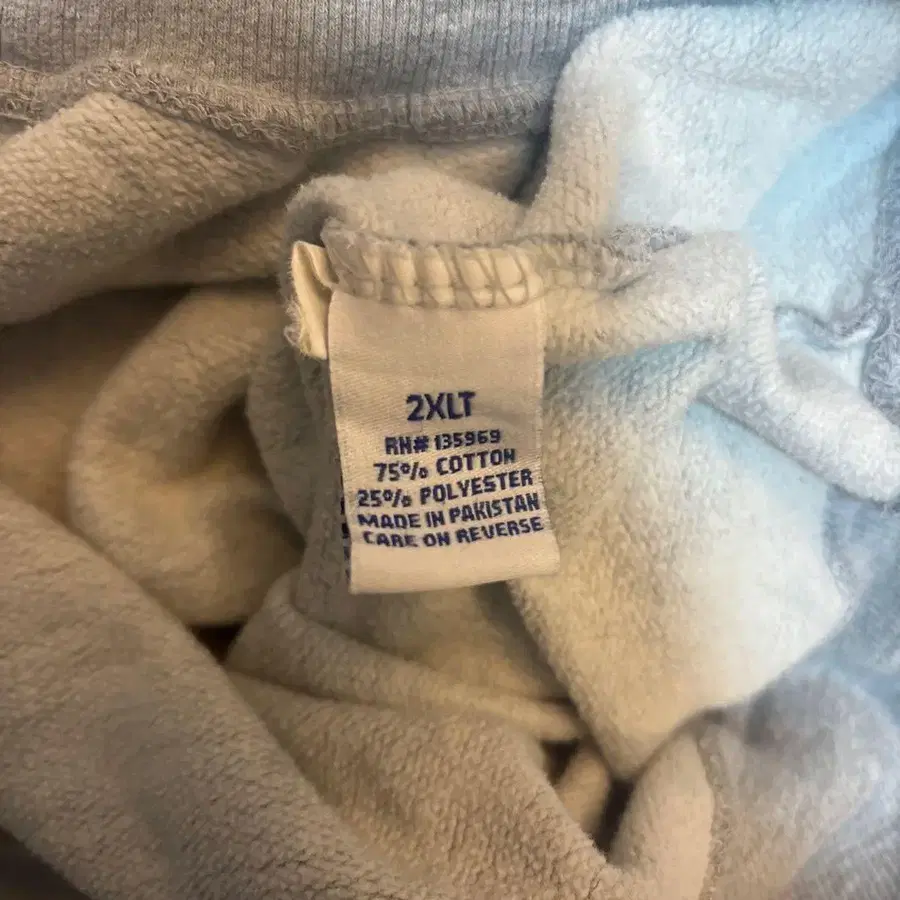 2XLT
RN# 135969
75% COTTON
25% POLYESTER
MADE IN PAKISTAN
CARE ON REVERSE